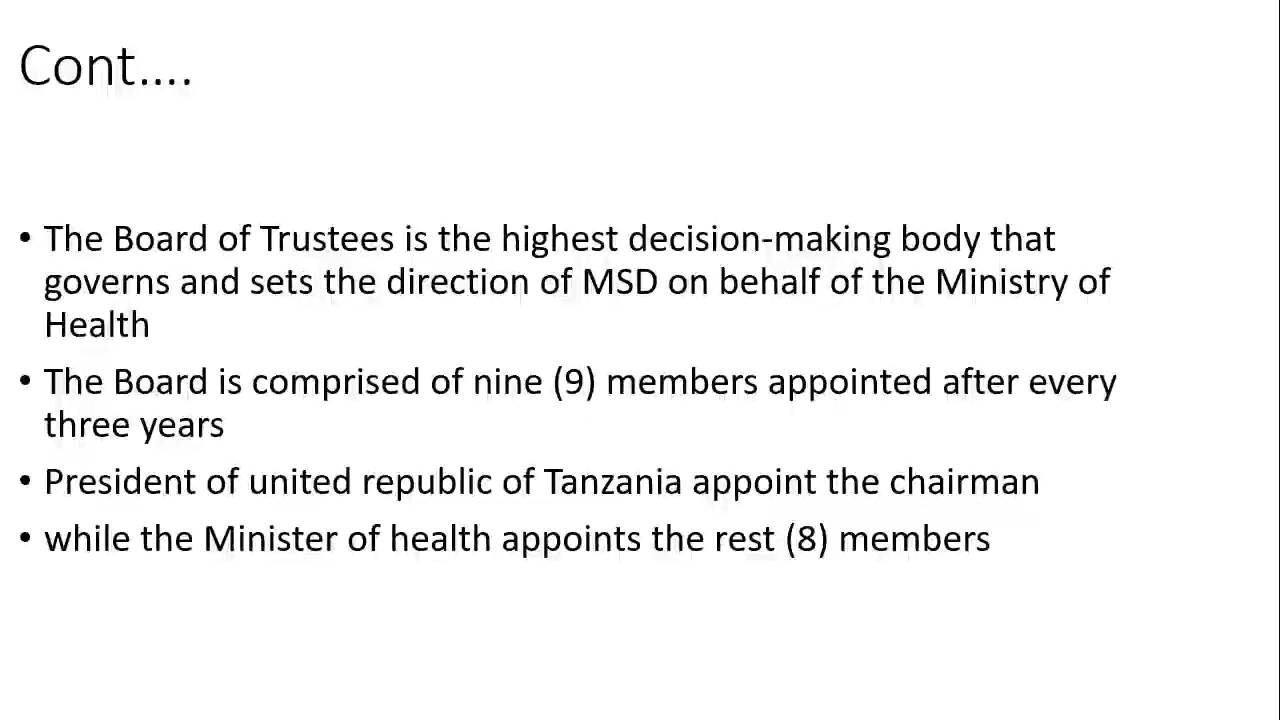 Cont....
• The Board of Trustees is the highest decision-making body that
governs and sets the direction of MSD on behalf of the Ministry of
Health
• The Board is comprised of nine (9) members appointed after every
three years
• President of united republic of Tanzania appoint the chairman
• while the Minister of health appoints the rest (8) members